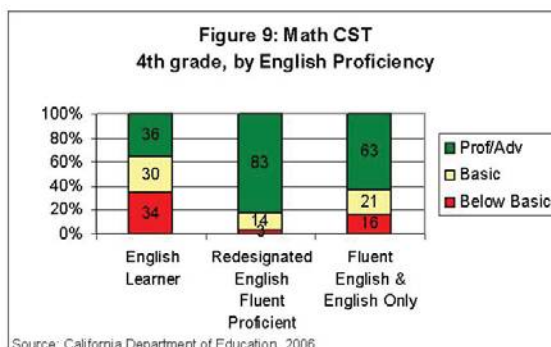 Figure 9: Math CST
4th grade, by English Proficiency
100%
80%
60%
40%
20%
0%
36
30
34
83
14
3
63
21
16
Prof/Adv
Basic
Below Basic
English
Learner
Redesignated
English
Fluent
Proficient
Fluent
English &
English Only
Source: California Department of Education, 2006